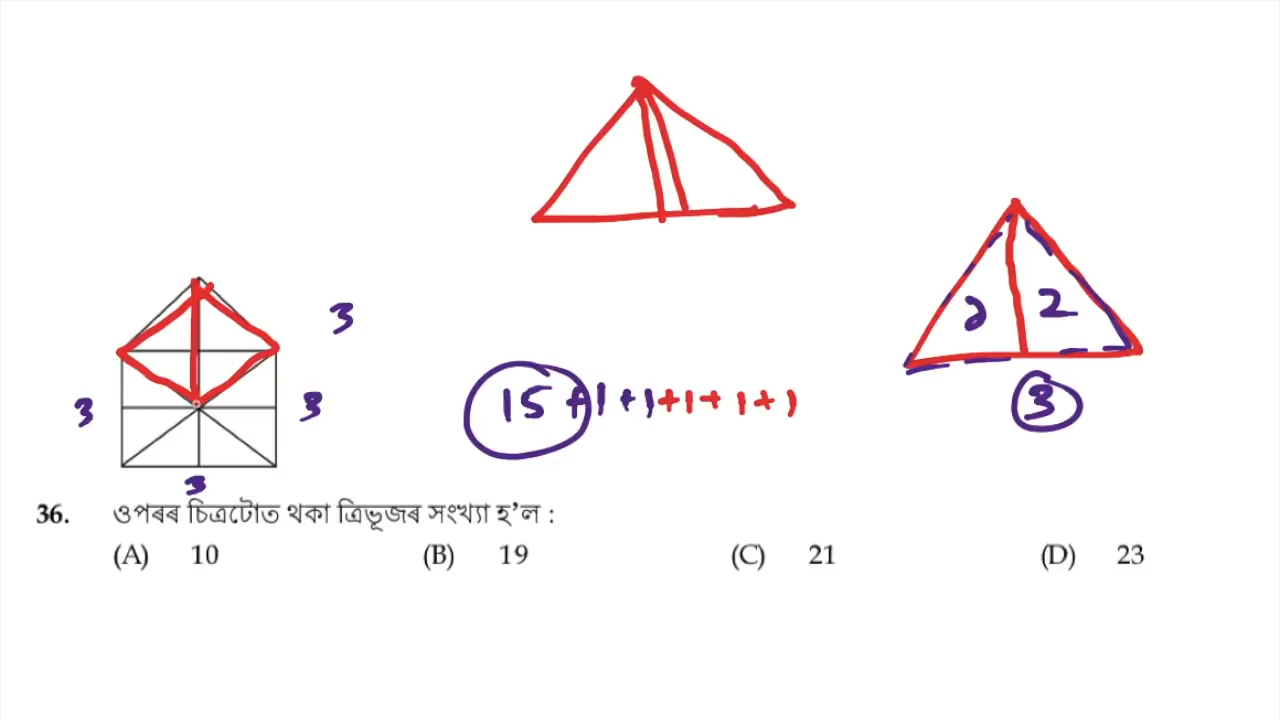 3
2 2
3 3 15+1+1+1+1+1 3
3
36. ওপৰৰ চিত্ৰটোত থকা ত্ৰিভূজৰ সংখ্যা হ’ল :
(A) 10 (B) 19 (C) 21 (D) 23